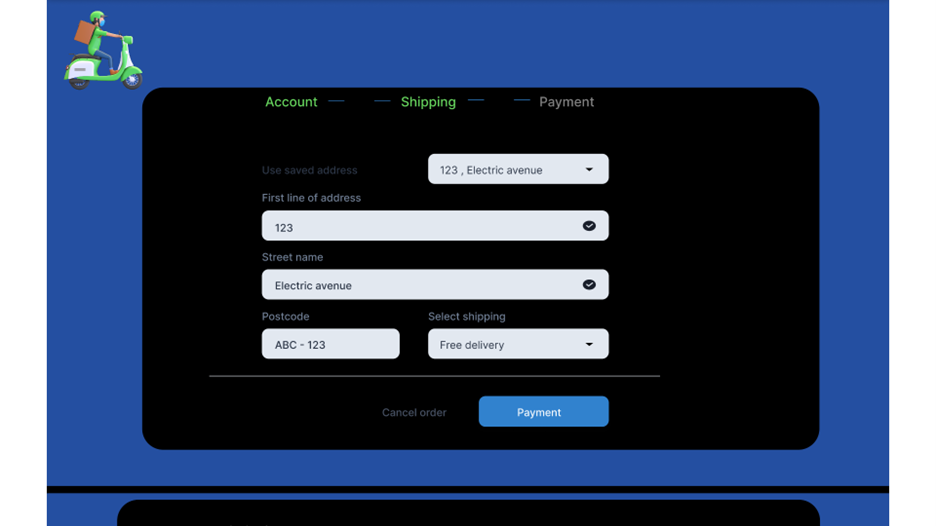 Account Shipping Payment
Use saved address 123 , Electric avenue
First line of address
123
Street name
Electric avenue
Postcode Select shipping
ABC - 123 Free delivery
Cancel order Payment